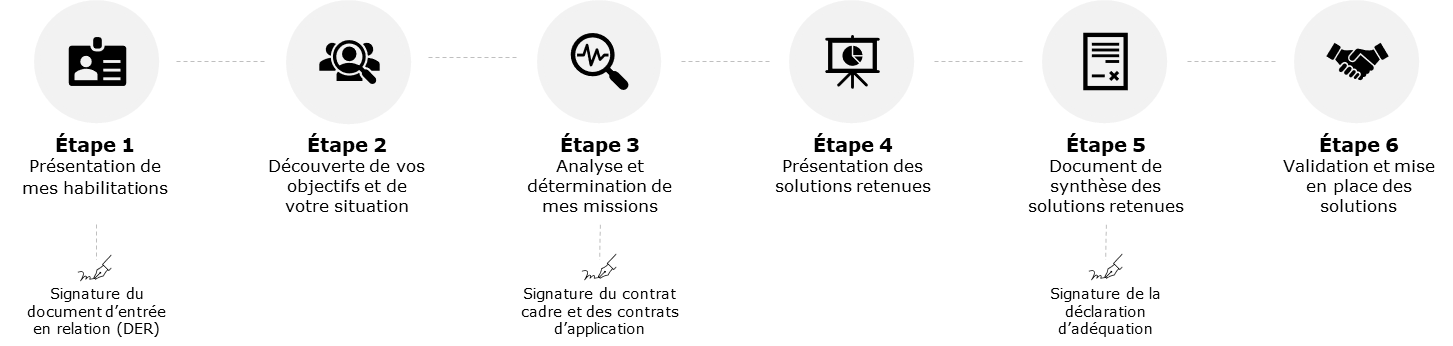 Étape 1
Présentation de
mes habilitations
Signature du
document d’entrée
en relation (DER)
Étape 2
Découverte de vos
objectifs et de
votre situation
Étape 3
Analyse et
détermination de
mes missions
Signature du contrat
cadre et des contrats
d’application
Étape 4
Présentation des
solutions retenues
Étape 5
Document de
synthèse des
solutions retenues
Signature de la
déclaration
d’adéquation
Étape 6
Validation et mise
en place des
solutions